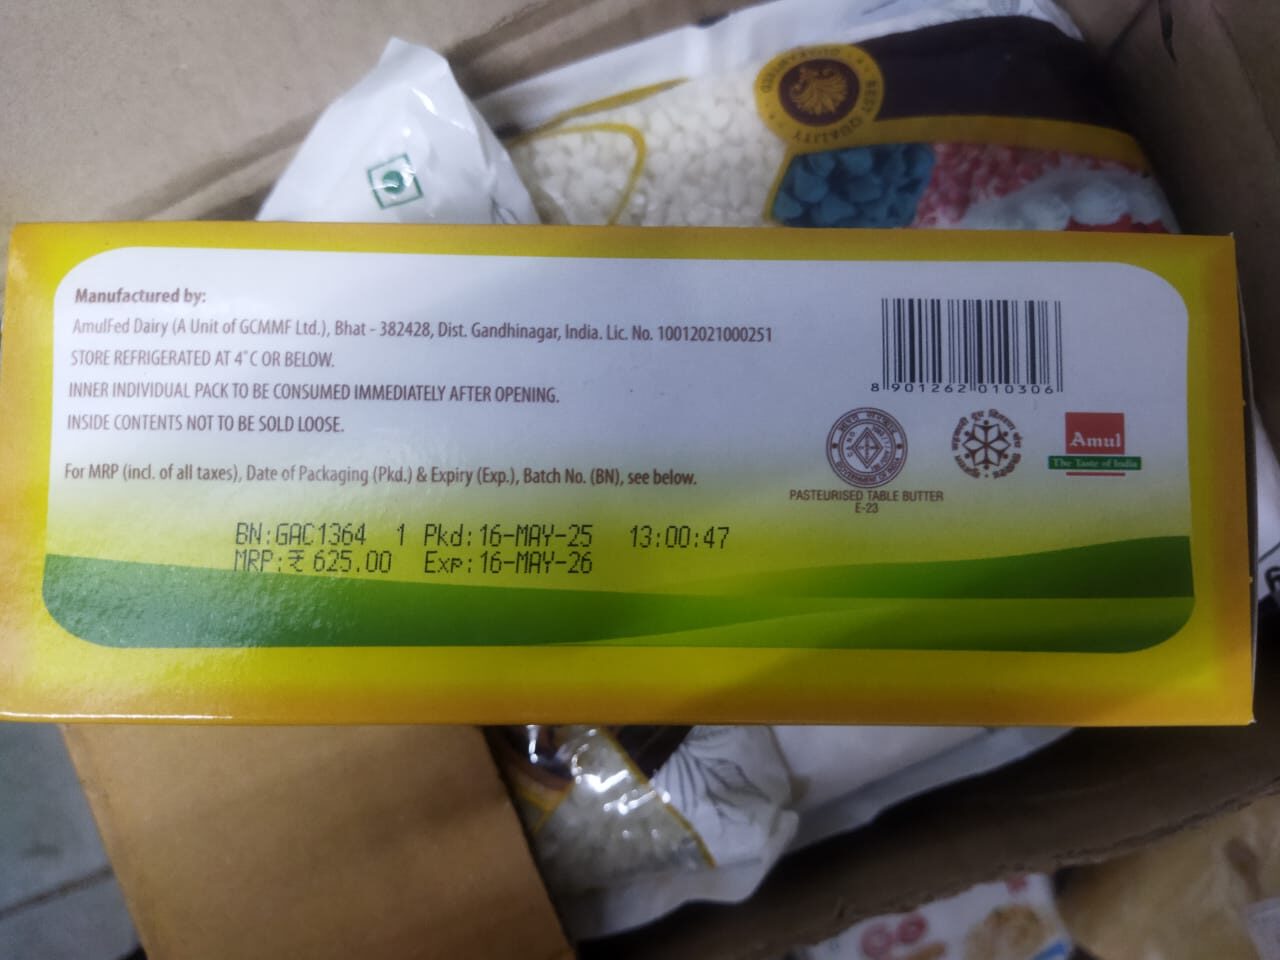 BEST QUALITY
Manufactured by:
AmulFed Dairy (A Unit of GCMMF Ltd.), Bhat - 382428, Dist. Gandhinagar, India. Lic. No. 10012021000251
STORE REFRIGERATED AT 4°C OR BELOW.
INNER INDIVIDUAL PACK TO BE CONSUMED IMMEDIATELY AFTER OPENING.
INSIDE CONTENTS NOT TO BE SOLD LOOSE.
For MRP (incl. of all taxes), Date of Packaging (Pkd.) & Expiry (Exp.), Batch No. (BN), see below.
8 901262 010306
Amul
The Taste of India
PASTEURISED TABLE BUTTER
E-23
BN:GAC1364 1 Pkd:16-MAY-25 13:00:47
MRP:₹ 625.00 Exp:16-MAY-26